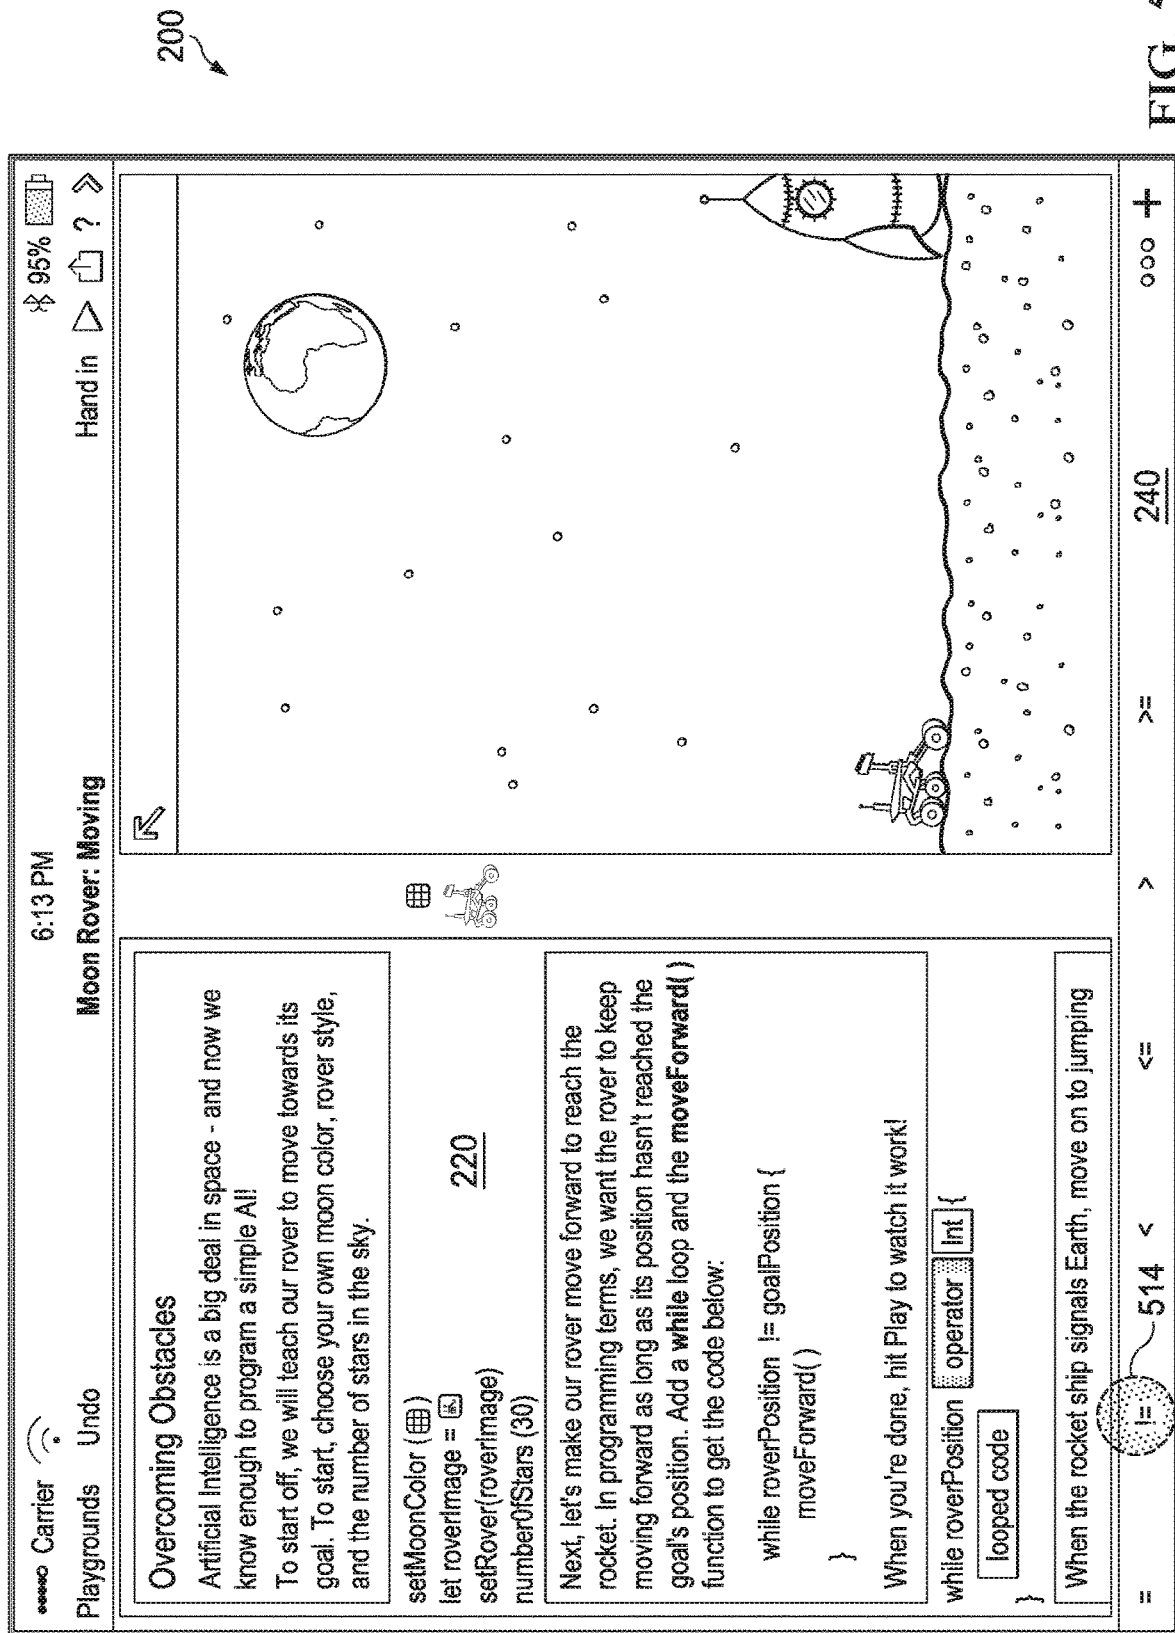 Carrier 6:13 PM 95%
Playgrounds Undo Moon Rover: Moving Hand in ?
Overcoming Obstacles
Artificial Intelligence is a big deal in space - and now we
know enough to program a simple AI!
To start off, we will teach our rover to move towards its
goal. To start, choose your own moon color, rover style,
and the number of stars in the sky.
setMoonColor ( )
let roverImage =
setRover(roverImage)
numberOfStars (30)
220
Next, let's make our rover move forward to reach the
rocket. In programming terms, we want the rover to keep
moving forward as long as its position hasn't reached the
goal's position. Add a while loop and the moveForward( )
function to get the code below:
while roverPosition != goalPosition {
moveForward( )
}
When you're done, hit Play to watch it work!
while roverPosition operator Int {
looped code
}
When the rocket ship signals Earth, move on to jumping
= != 514 < <= > >= 240 ooo +
200
FIG